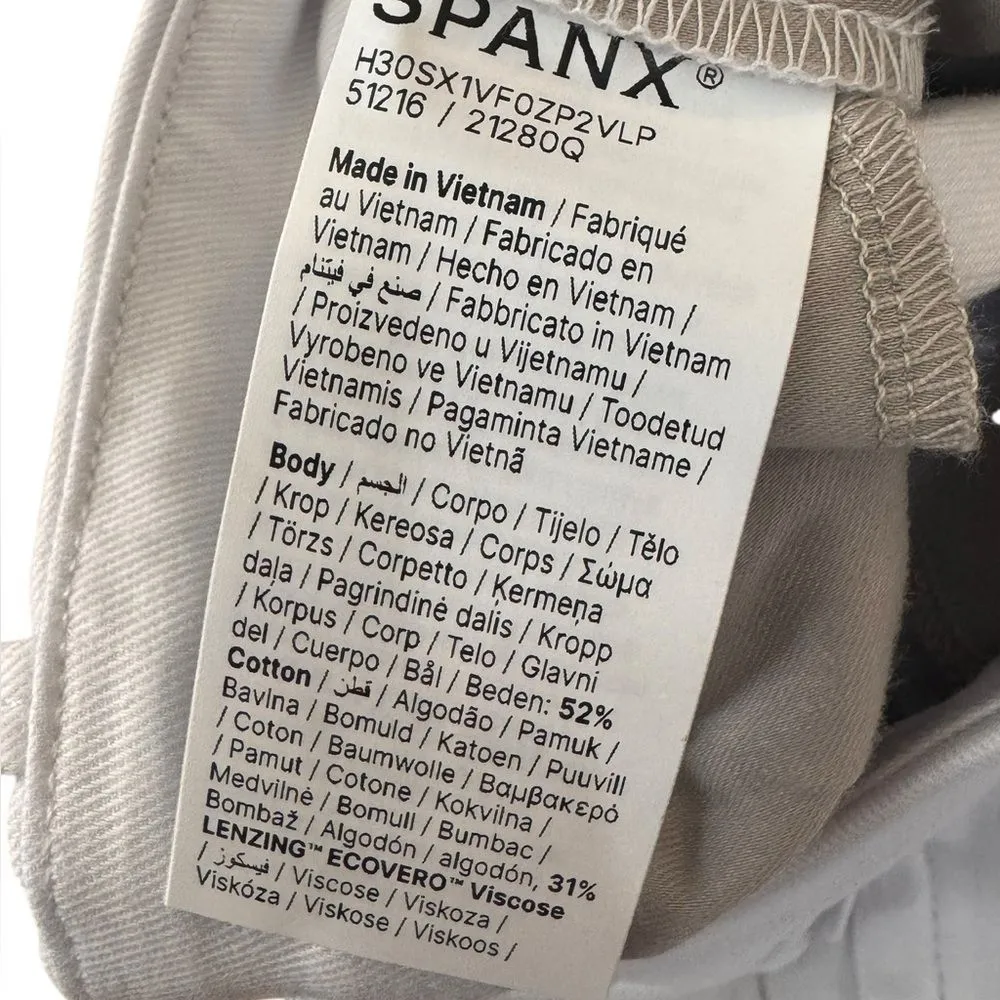 SPANX®
H30SX1VF0ZP2VLP
51216 / 21280Q
Made in Vietnam / Fabriqué
au Vietnam / Fabricado en
Vietnam / Hecho en Vietnam /
صنع في فيتنام / Fabbricato in Vietnam
/ Proizvedeno u Vijetnamu /
Vyrobeno ve Vietnamu / Toodetud
Vietnamis / Pagaminta Vietname /
Fabricado no Vietnã
Body / الجسم / Corpo / Tijelo / Tělo
/ Krop / Kereosa / Corps / Σώμα
/ Törzs / Corpetto / Ķermeņa
daļa / Pagrindinė dalis / Kropp
/ Korpus / Corp / Telo / Glavni
del / Cuerpo / Bål / Beden: 52%
Cotton / قطن / Algodão / Pamuk /
Bavlna / Bomuld / Katoen / Puuvill
/ Coton / Baumwolle / Βαμβακερό
/ Pamut / Cotone / Kokvilna /
Medvilnė / Bomull / Bumbac /
Bombaž / Algodón / algodón, 31%
LENZING™ ECOVERO™ Viscose
/ فيسكوز / Viscose / Viskoza /
Viskóza / Viskose / Viskoos /